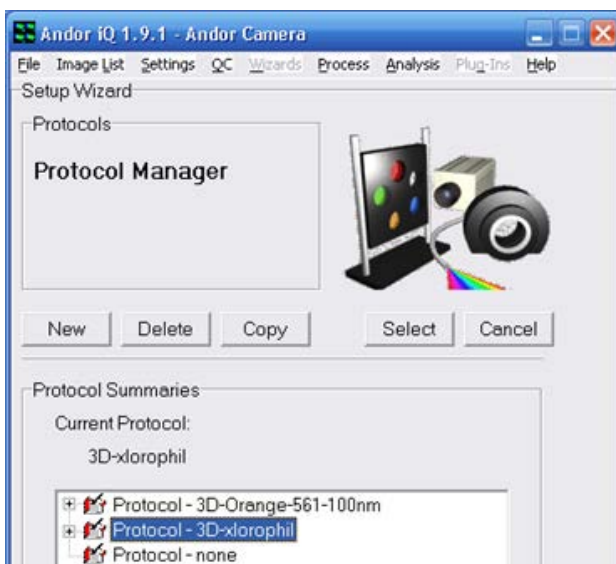 Andor iQ 1.9.1 - Andor Camera
File Image List Settings QC Wizards Process Analysis Plug-Ins Help
Setup Wizard
Protocols
Protocol Manager
New Delete Copy Select Cancel
Protocol Summaries
Current Protocol:
3D-xlorophil
Protocol - 3D-Orange-561-100nm
Protocol - 3D-xlorophil
Protocol - none